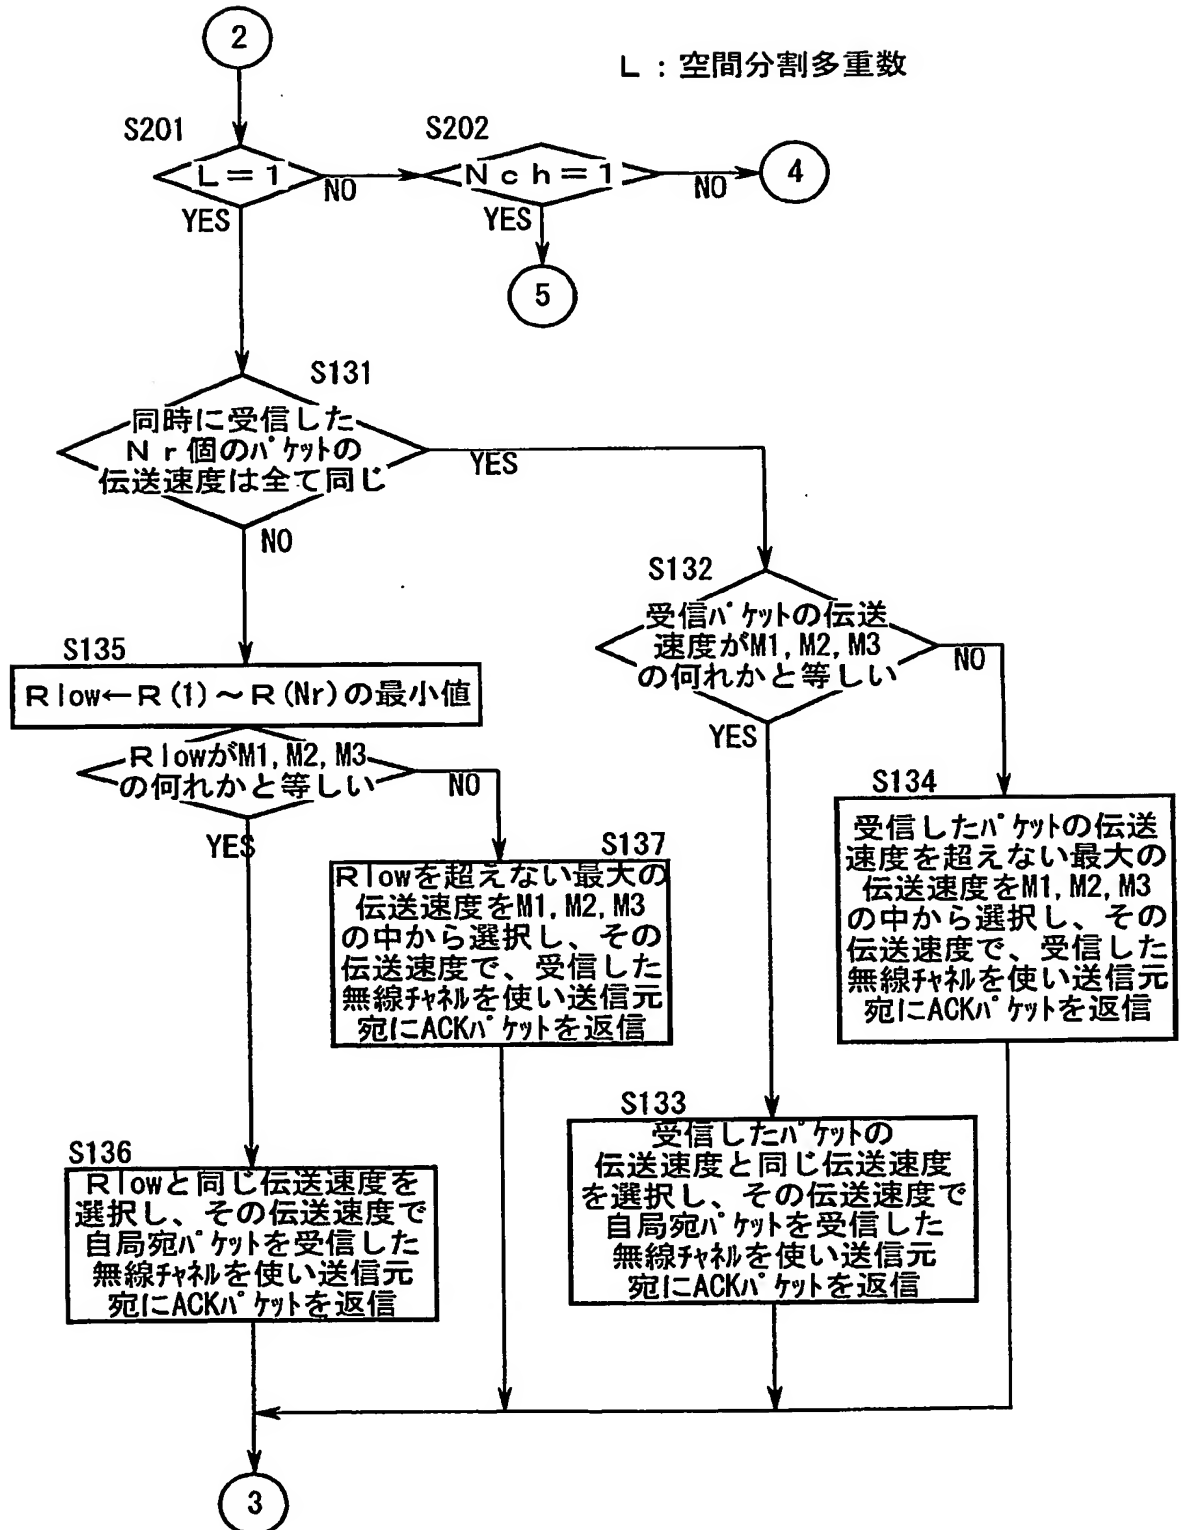 2
L：空間分割多重数
S201
L＝1
NO
YES
S202
Nch＝1
NO
YES
4
5
S131
同時に受信した
Nr個のパケットの
伝送速度は全て同じ
YES
NO
S132
受信パケットの伝送
速度がM1, M2, M3
の何れかと等しい
NO
YES
S135
Rlow←R(1)～R(Nr)の最小値
RlowがM1, M2, M3
の何れかと等しい
NO
YES
S134
受信したパケットの伝送
速度を超えない最大の
伝送速度をM1, M2, M3
の中から選択し、その
伝送速度で、受信した
無線チャネルを使い送信元
宛にACKパケットを返信
S137
Rlowを超えない最大の
伝送速度をM1, M2, M3
の中から選択し、その
伝送速度で、受信した
無線チャネルを使い送信元
宛にACKパケットを返信
S133
受信したパケットの
伝送速度と同じ伝送速度
を選択し、その伝送速度で
自局宛パケットを受信した
無線チャネルを使い送信元
宛にACKパケットを返信
S136
Rlowと同じ伝送速度を
選択し、その伝送速度で
自局宛パケットを受信した
無線チャネルを使い送信元
宛にACKパケットを返信
3